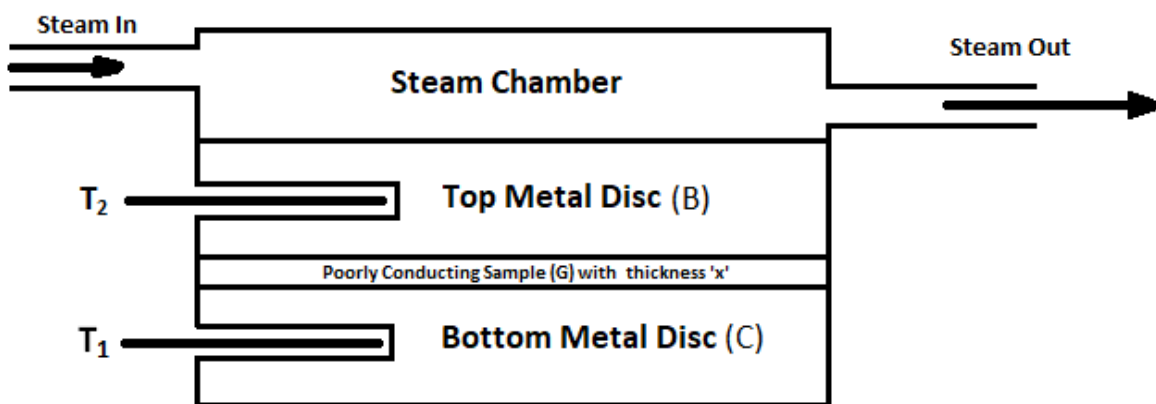 Steam In
Steam Out
Steam Chamber
T₂
Top Metal Disc (B)
Poorly Conducting Sample (G) with thickness 'x'
T₁
Bottom Metal Disc (C)